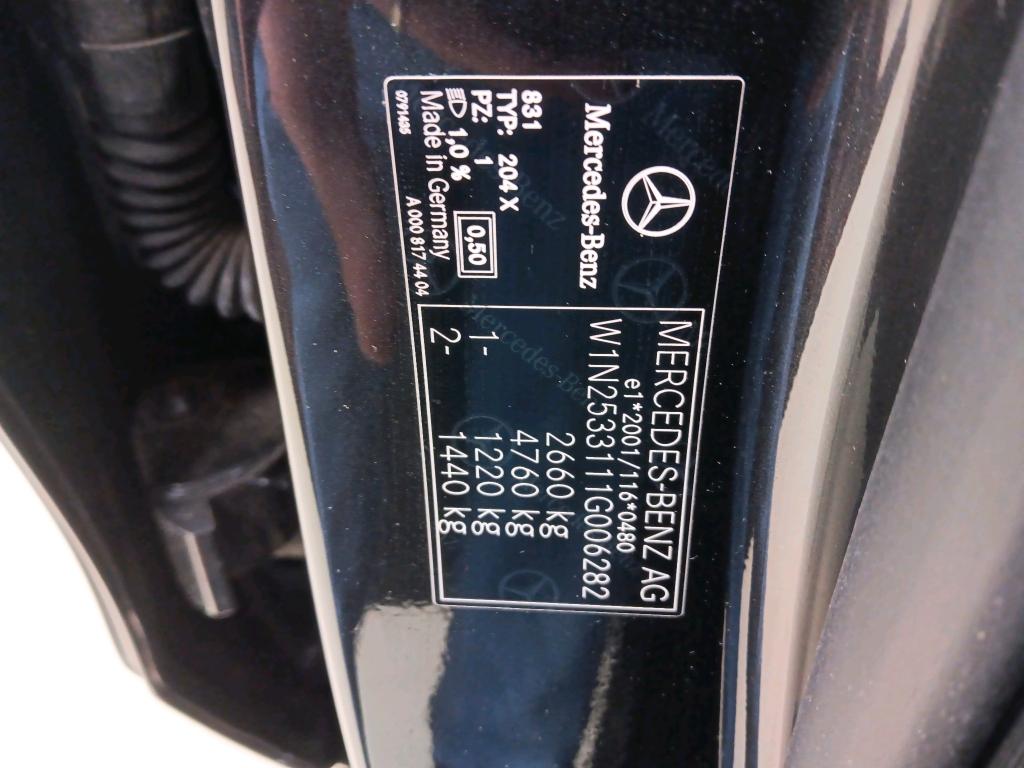 MERCEDES-BENZ AG
e1*2001/116*0480
W1N2533111G006282
2660 kg
4760 kg
1- 1220 kg
2- 1440 kg
Mercedes-Benz
831
TYP: 204 X
PZ: 1
1,0 % 0,50
Made in Germany
0791435 A 000 817 44 04